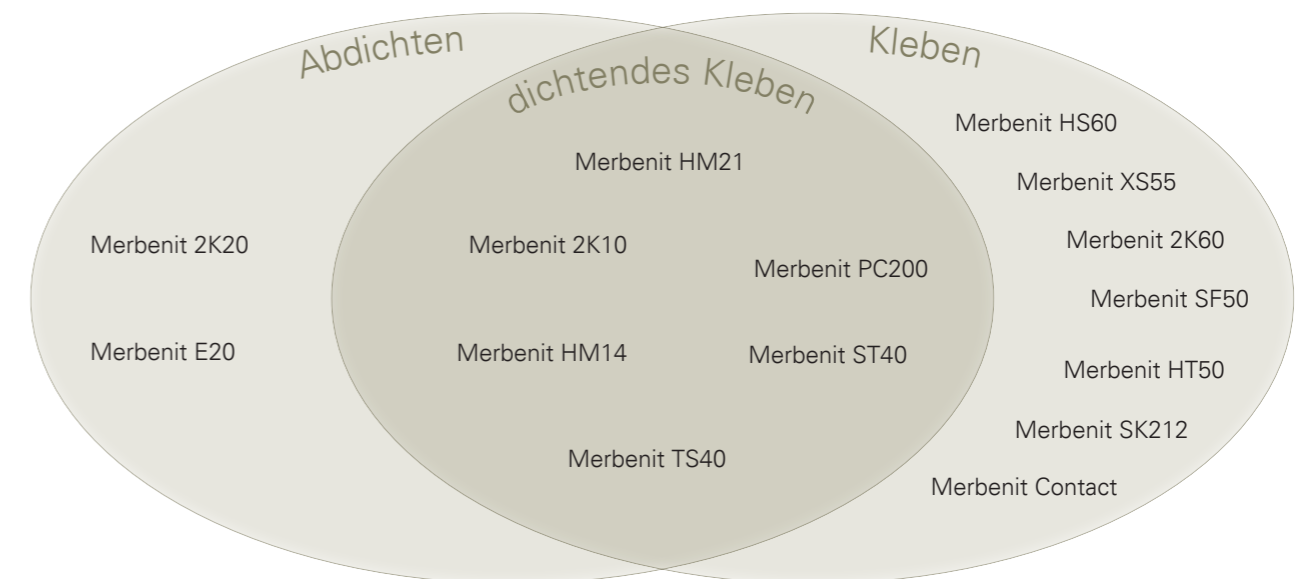 Abdichten
Kleben
dichtendes Kleben
Merbenit HS60
Merbenit HM21
Merbenit XS55
Merbenit 2K20
Merbenit 2K10
Merbenit 2K60
Merbenit PC200
Merbenit SF50
Merbenit E20
Merbenit HM14
Merbenit ST40
Merbenit HT50
Merbenit SK212
Merbenit TS40
Merbenit Contact